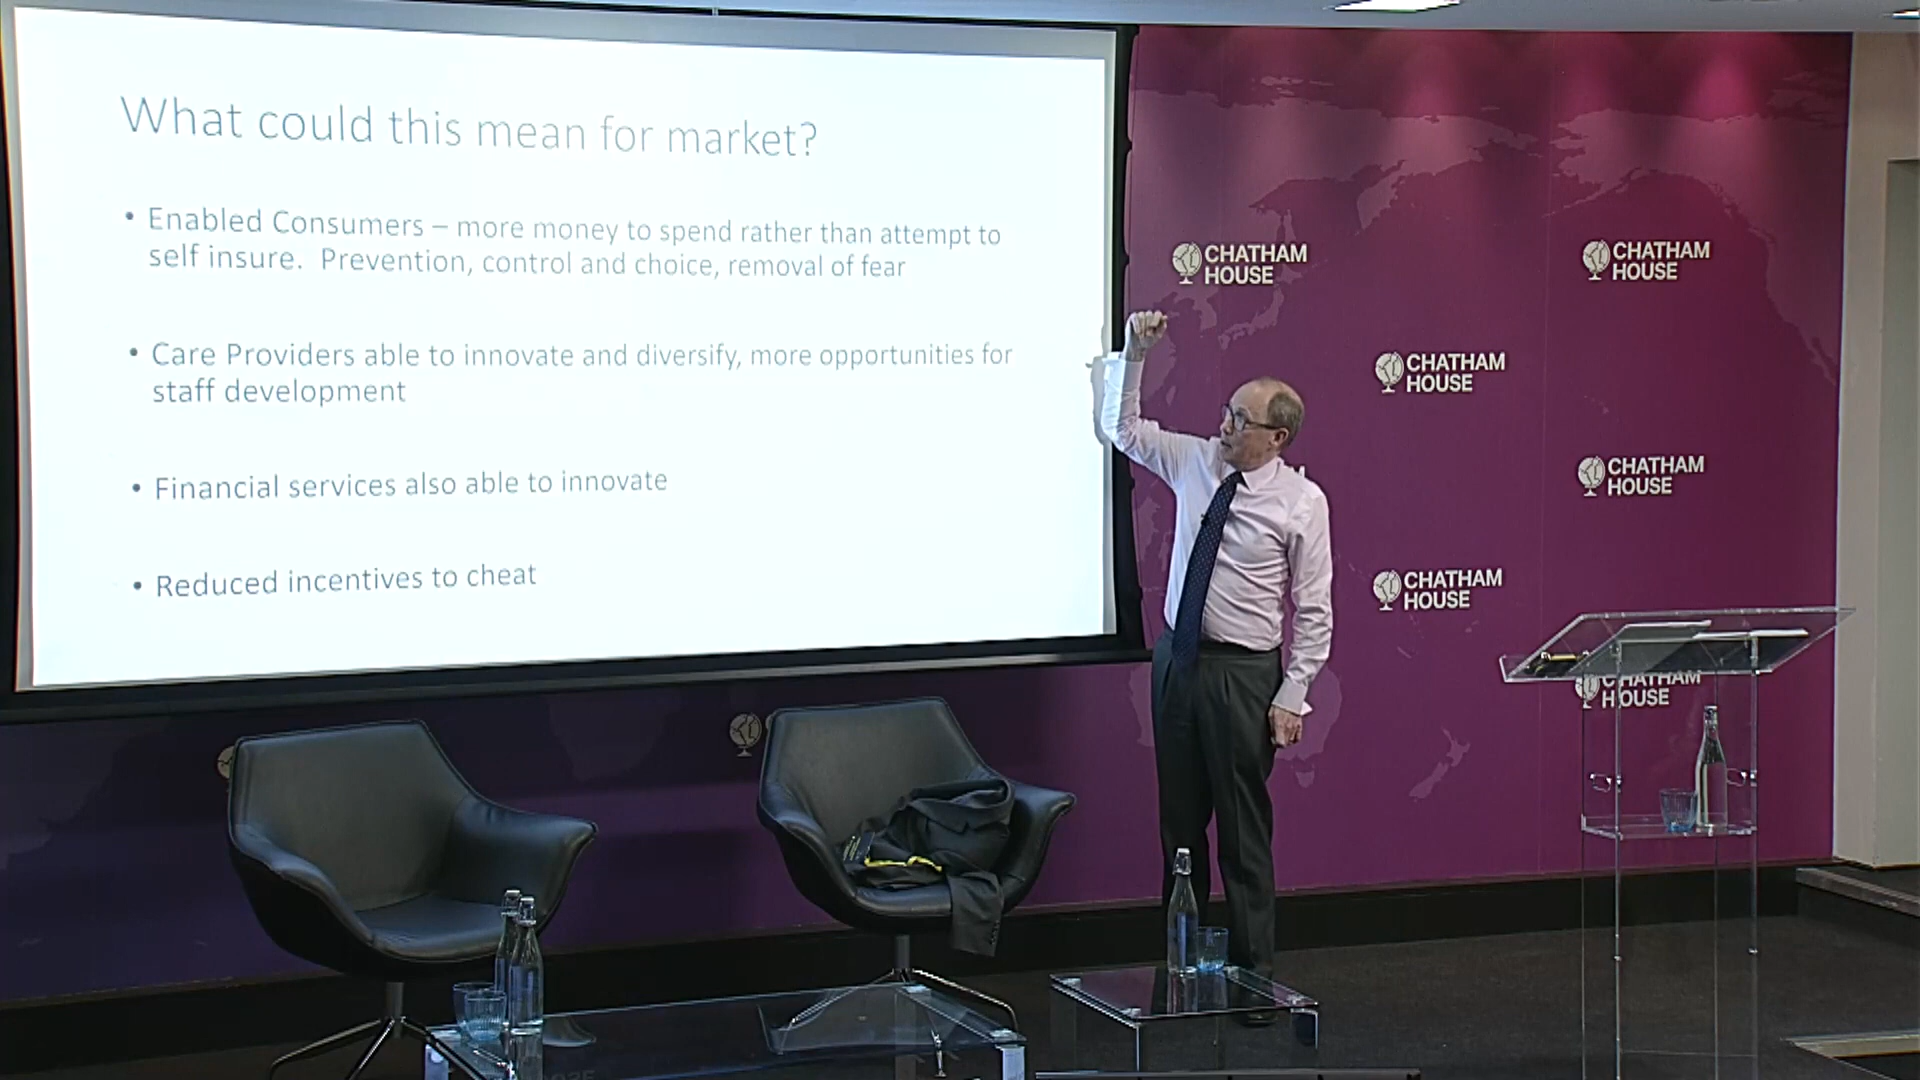 What could this mean for market?
• Enabled Consumers – more money to spend rather than attempt to
self insure.  Prevention, control and choice, removal of fear
• Care Providers able to innovate and diversify, more opportunities for
staff development
• Financial services also able to innovate
• Reduced incentives to cheat
CHATHAM
HOUSE
CHATHAM
HOUSE
CHATHAM
HOUSE
CHATHAM
HOUSE
CHATHAM
HOUSE
CHATHAM
HOUSE